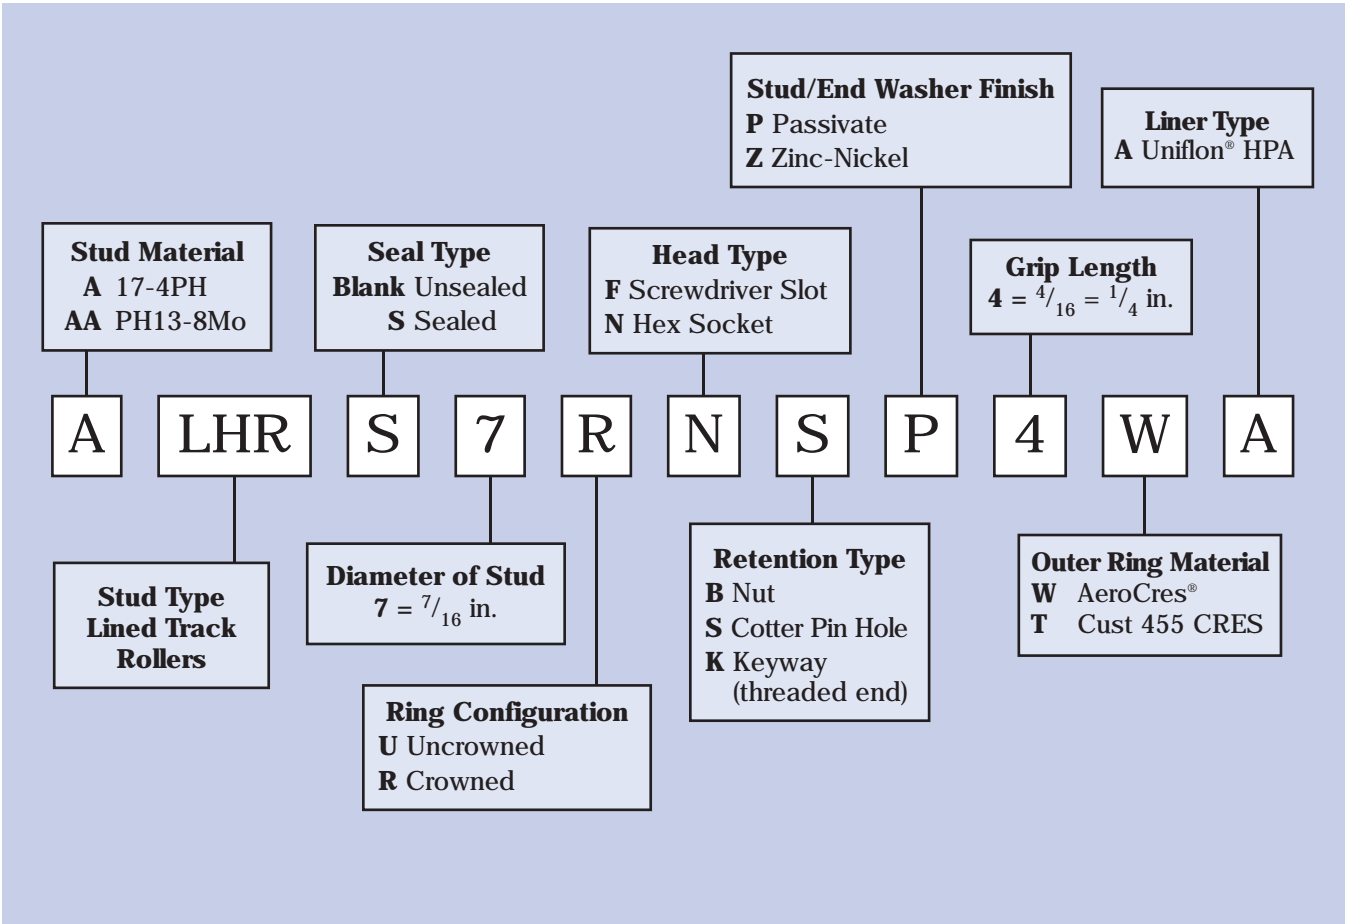 Stud/End Washer Finish
P Passivate
Z Zinc-Nickel
Liner Type
A Uniflon® HPA
Stud Material
A 17-4PH
AA PH13-8Mo
Seal Type
Blank Unsealed
S Sealed
Head Type
F Screwdriver Slot
N Hex Socket
Grip Length
4 = 4/16 = 1/4 in.
A LHR S 7 R N S P 4 W A
Stud Type
Lined Track
Rollers
Diameter of Stud
7 = 7/16 in.
Ring Configuration
U Uncrowned
R Crowned
Retention Type
B Nut
S Cotter Pin Hole
K Keyway
(threaded end)
Outer Ring Material
W AeroCres®
T Cust 455 CRES